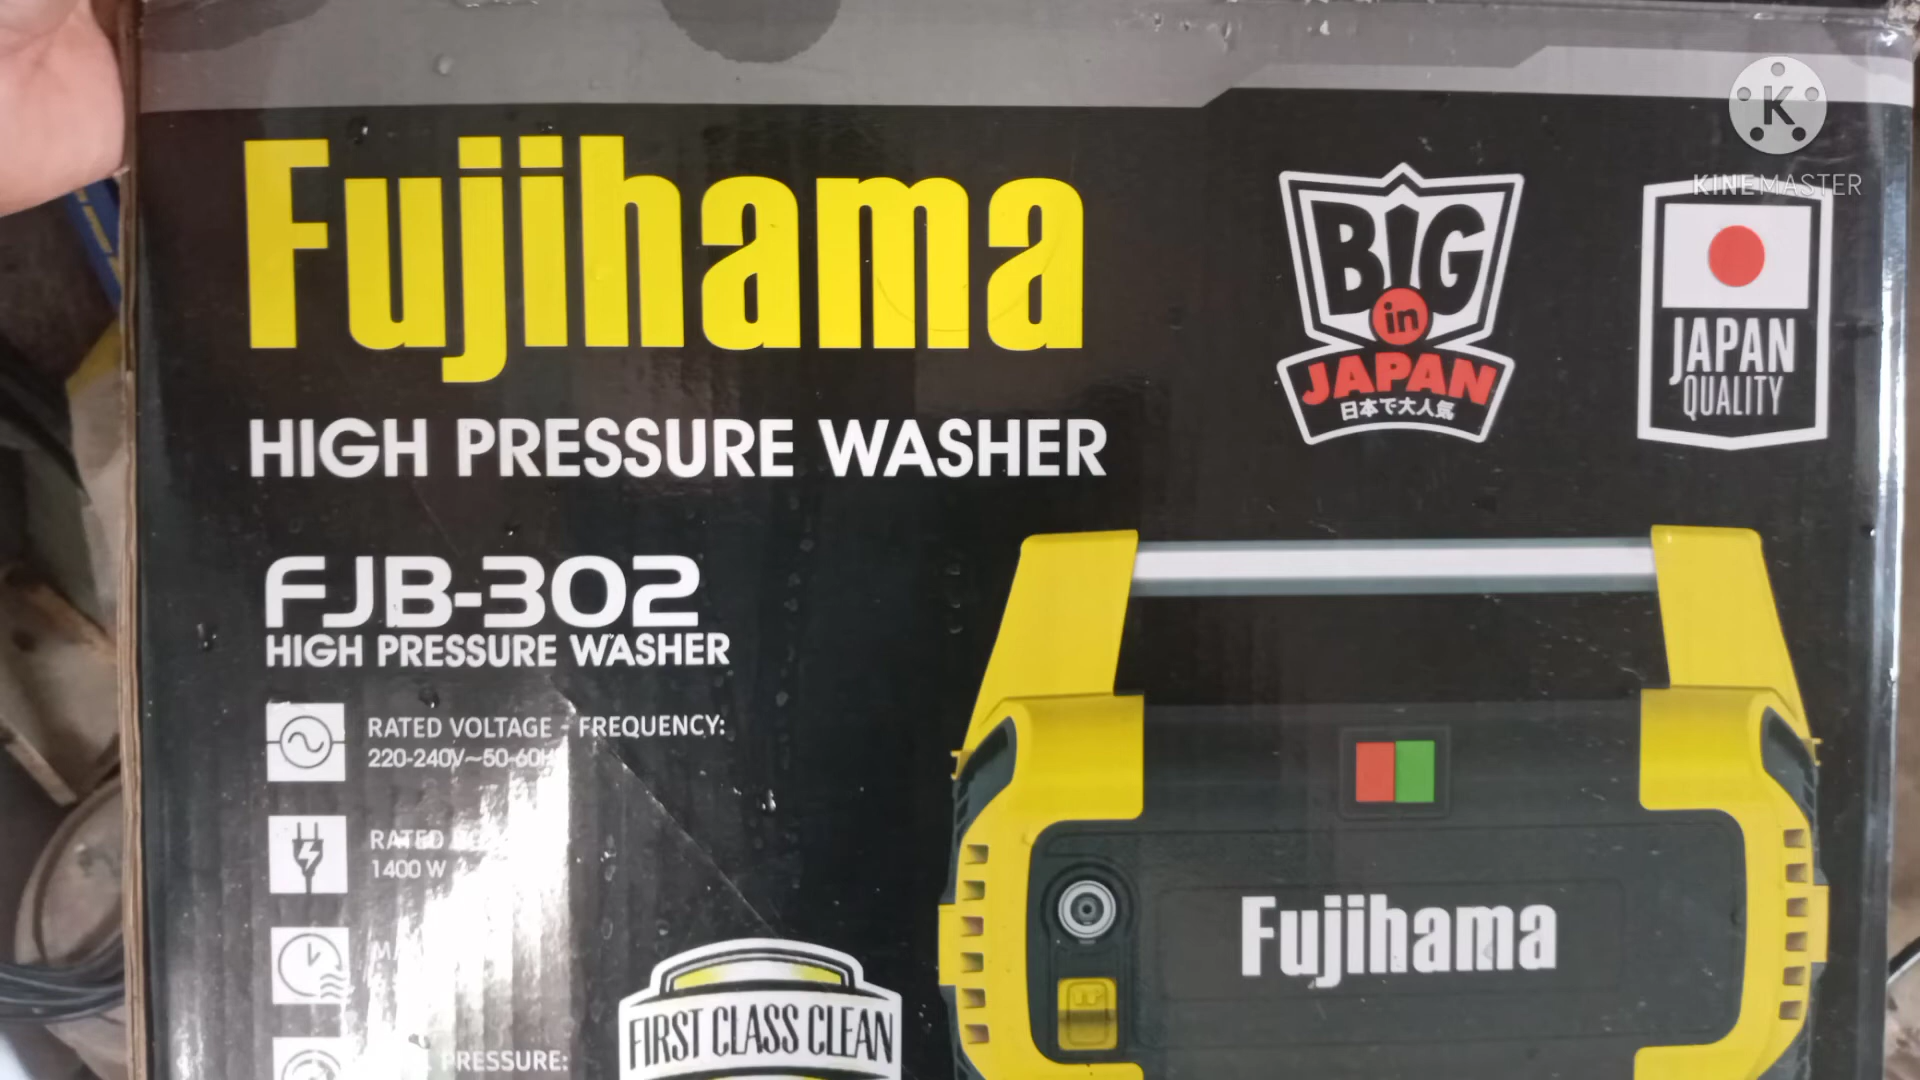 K
KINEMASTER
Fujihama
BIG
in
JAPAN
日本で大人気
JAPAN
QUALITY
HIGH PRESSURE WASHER
FJB-302
HIGH PRESSURE WASHER
RATED VOLTAGE - FREQUENCY:
220-240V~50-60H
RATED
1400 W
PRESSURE:
FIRST CLASS CLEAN
Fujihama